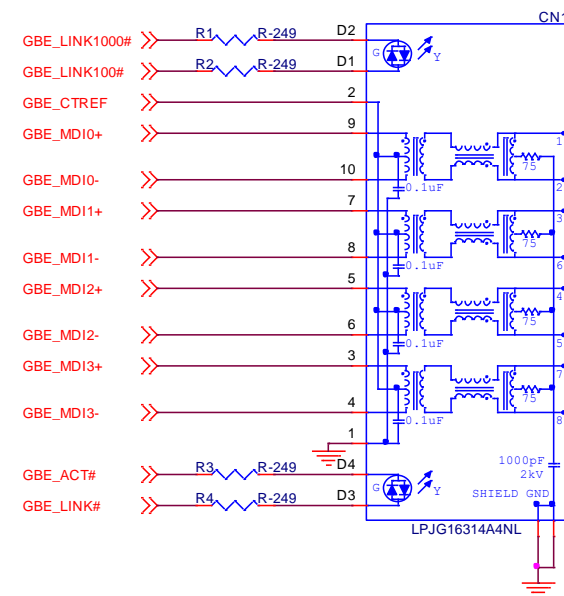 CN1
GBE_LINK1000# R1 R-249 D2
G Y
GBE_LINK100# R2 R-249 D1
GBE_CTREF 2
GBE_MDI0+ 9
1
75
GBE_MDI0- 10
0.1uF 2
GBE_MDI1+ 7
3
75
GBE_MDI1- 8
0.1uF 6
GBE_MDI2+ 5
4
75
GBE_MDI2- 6
0.1uF 5
GBE_MDI3+ 3
7
75
GBE_MDI3- 4
0.1uF 8
1
1000pF
2kV
GBE_ACT# R3 R-249 D4
G Y
SHIELD GND
GBE_LINK# R4 R-249 D3
LPJG16314A4NL